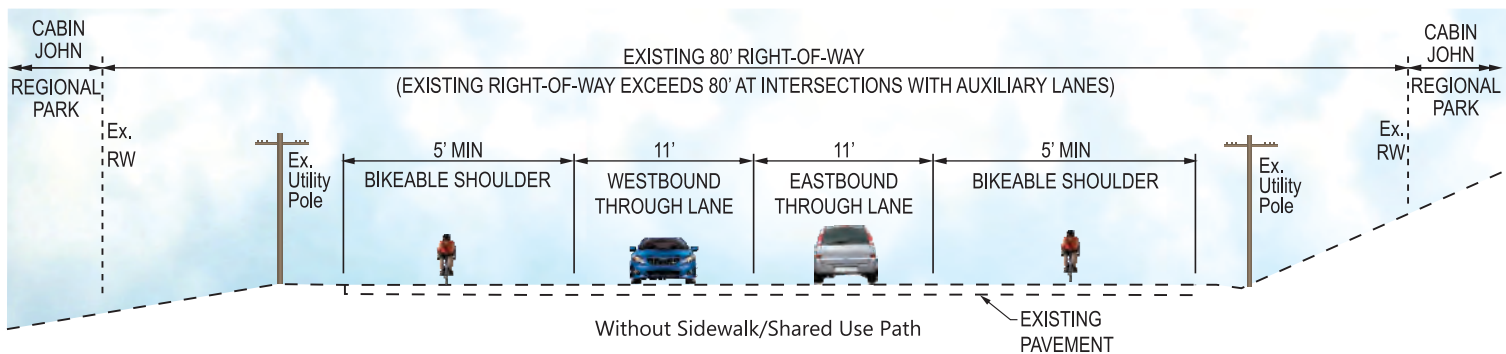 CABIN
JOHN
REGIONAL
PARK
EXISTING 80' RIGHT-OF-WAY
(EXISTING RIGHT-OF-WAY EXCEEDS 80' AT INTERSECTIONS WITH AUXILIARY LANES)
CABIN
JOHN
REGIONAL
PARK
Ex.
RW
Ex.
Utility
Pole
5' MIN
BIKEABLE SHOULDER
11'
WESTBOUND
THROUGH LANE
11'
EASTBOUND
THROUGH LANE
5' MIN
BIKEABLE SHOULDER
Ex.
Utility
Pole
Ex.
RW
Without Sidewalk/Shared Use Path
EXISTING
PAVEMENT